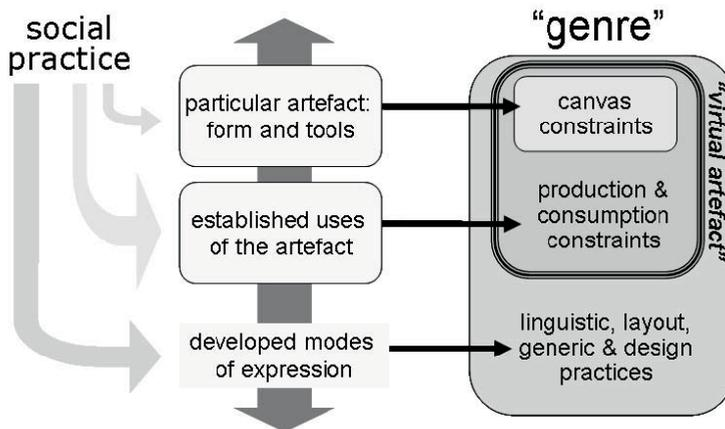 social
practice
“genre”
particular artefact:
form and tools
canvas
constraints
“virtual artefact”
established uses
of the artefact
production &
consumption
constraints
developed modes
of expression
linguistic, layout,
generic & design
practices